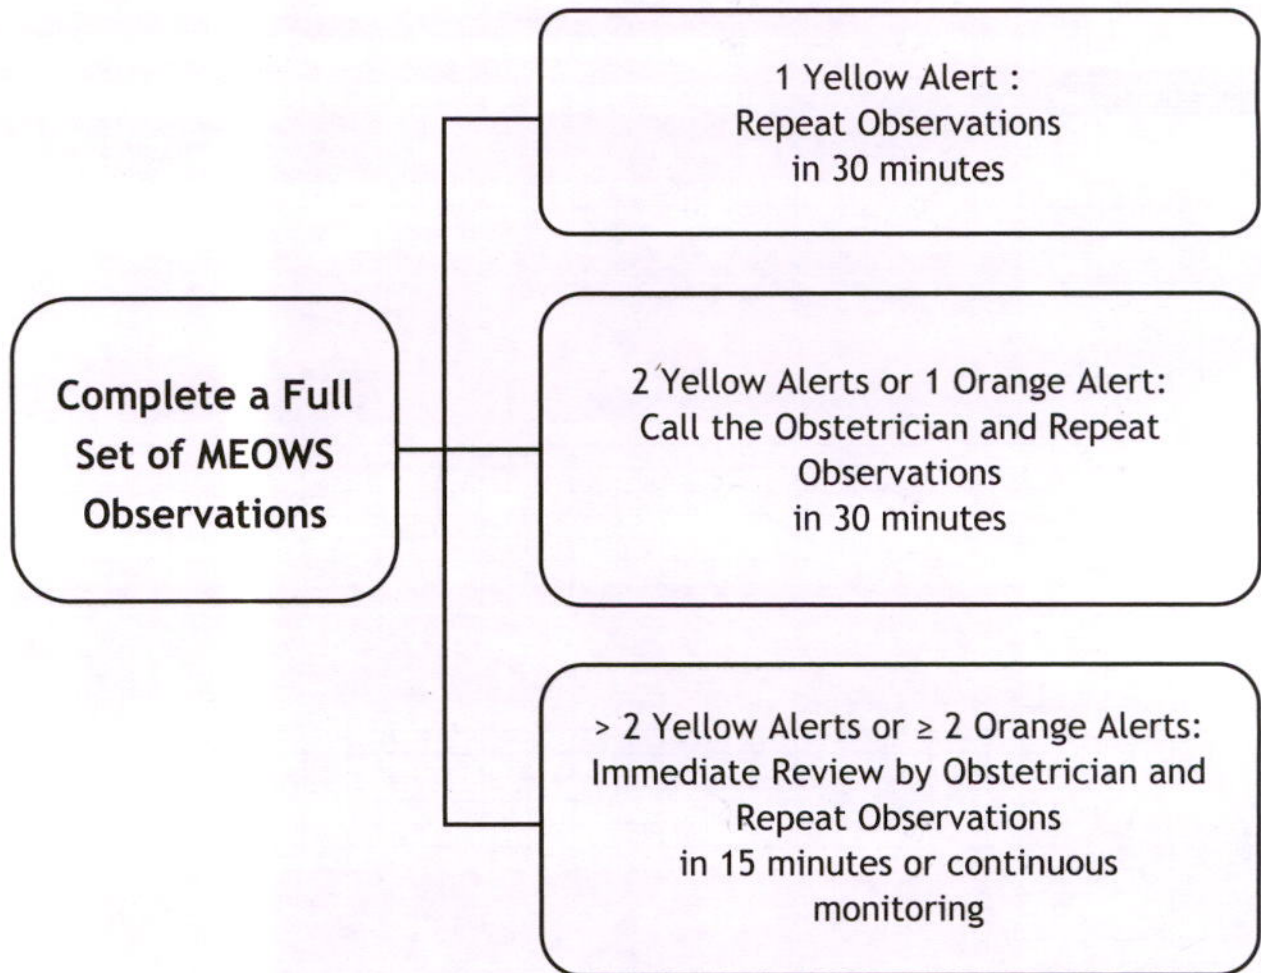 Complete a Full
Set of MEOWS
Observations
1 Yellow Alert :
Repeat Observations
in 30 minutes
2 Yellow Alerts or 1 Orange Alert:
Call the Obstetrician and Repeat
Observations
in 30 minutes
> 2 Yellow Alerts or ≥ 2 Orange Alerts:
Immediate Review by Obstetrician and
Repeat Observations
in 15 minutes or continuous
monitoring